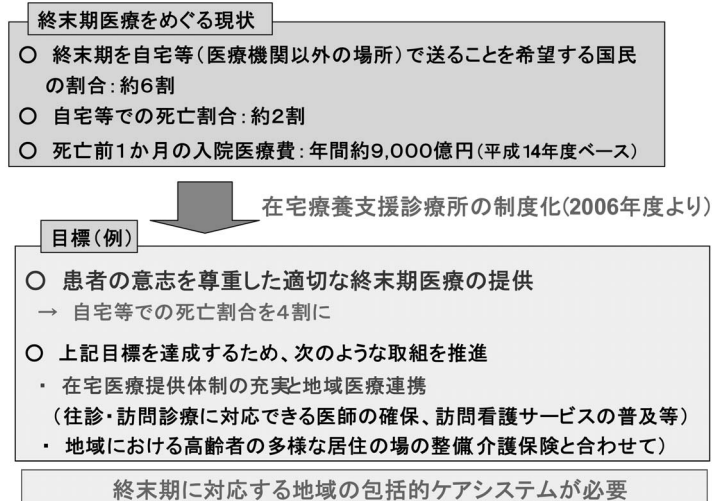 終末期医療をめぐる現状
○ 終末期を自宅等（医療機関以外の場所）で送ることを希望する国民
の割合：約６割
○ 自宅等での死亡割合：約２割
○ 死亡前１か月の入院医療費：年間約9,000億円（平成14年度ベース）
在宅療養支援診療所の制度化(2006年度より)
目標（例）
○ 患者の意志を尊重した適切な終末期医療の提供
→ 自宅等での死亡割合を４割に
○ 上記目標を達成するため、次のような取組を推進
・ 在宅医療提供体制の充実と地域医療連携
（往診・訪問診療に対応できる医師の確保、訪問看護サービスの普及等）
・ 地域における高齢者の多様な居住の場の整備（介護保険と合わせて）
終末期に対応する地域の包括的ケアシステムが必要